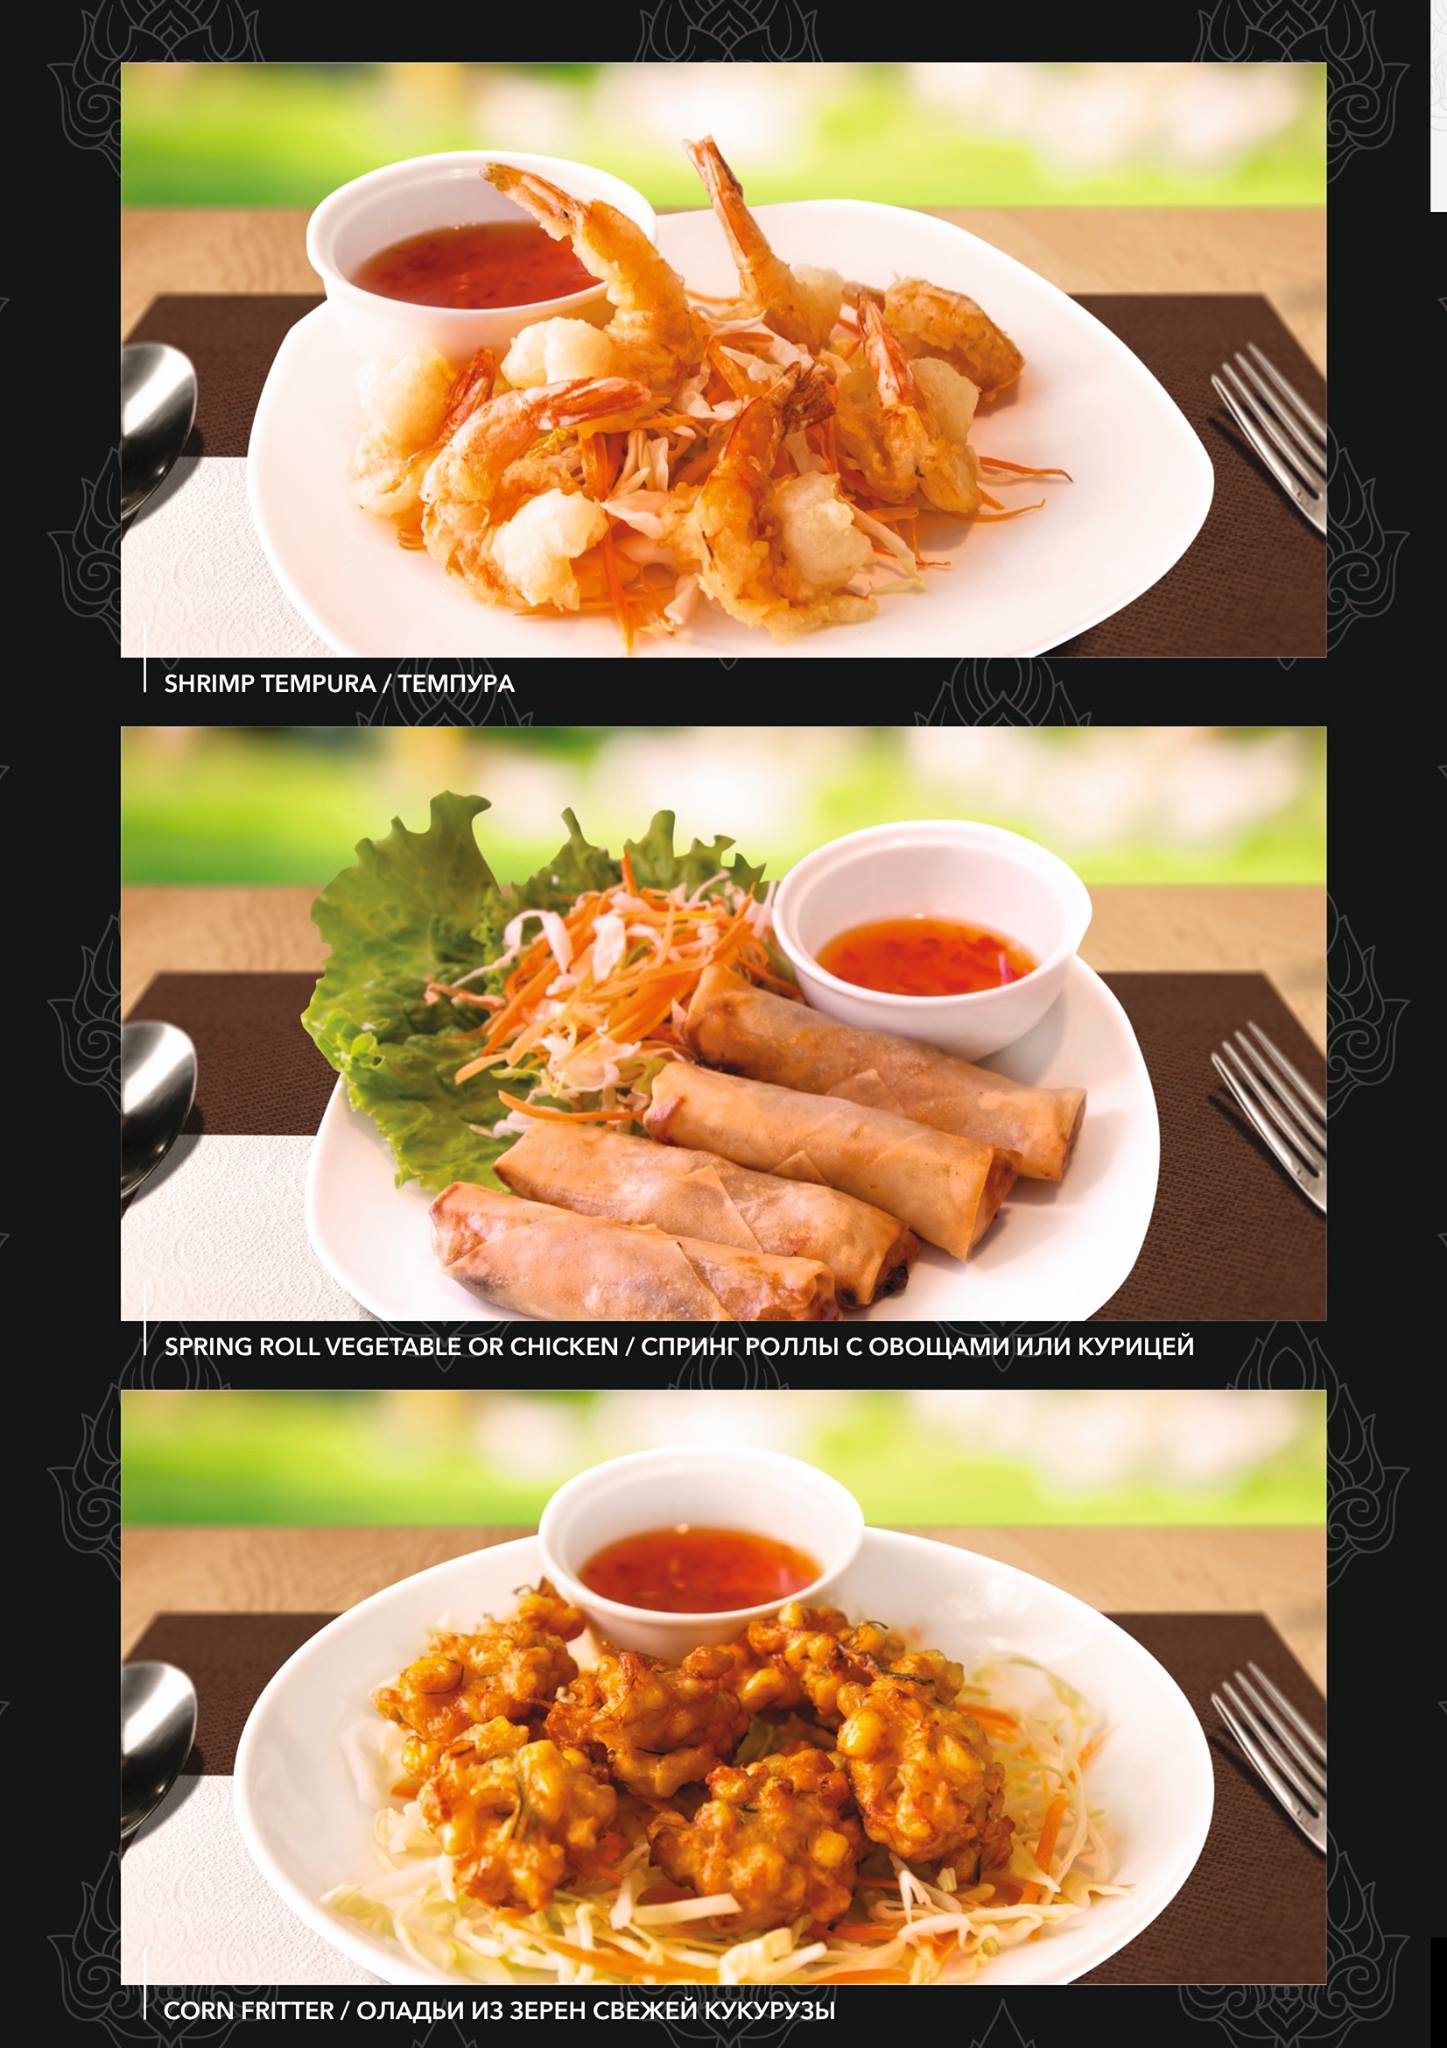 SHRIMP TEMPURA / ТЕМПУРА
SPRING ROLL VEGETABLE OR CHICKEN / СПРИНГ РОЛЛЫ С ОВОЩАМИ ИЛИ КУРИЦЕЙ
CORN FRITTER / ОЛАДЬИ ИЗ ЗЕРЕН СВЕЖЕЙ КУКУРУЗЫ